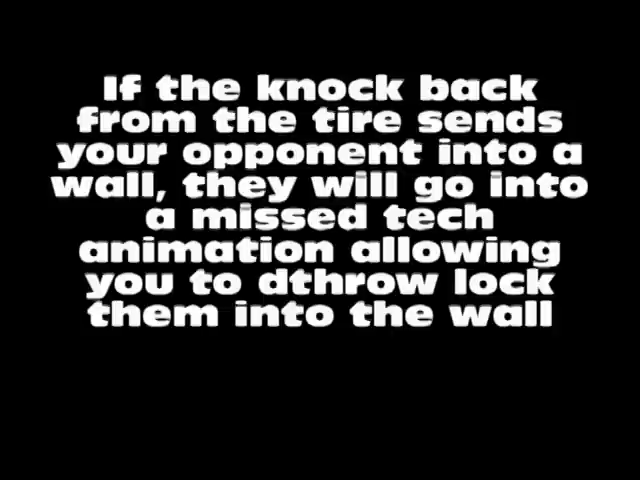 If the knock back
from the tire sends
your opponent into a
wall, they will go into
a missed tech
animation allowing
you to dthrow lock
them into the wall